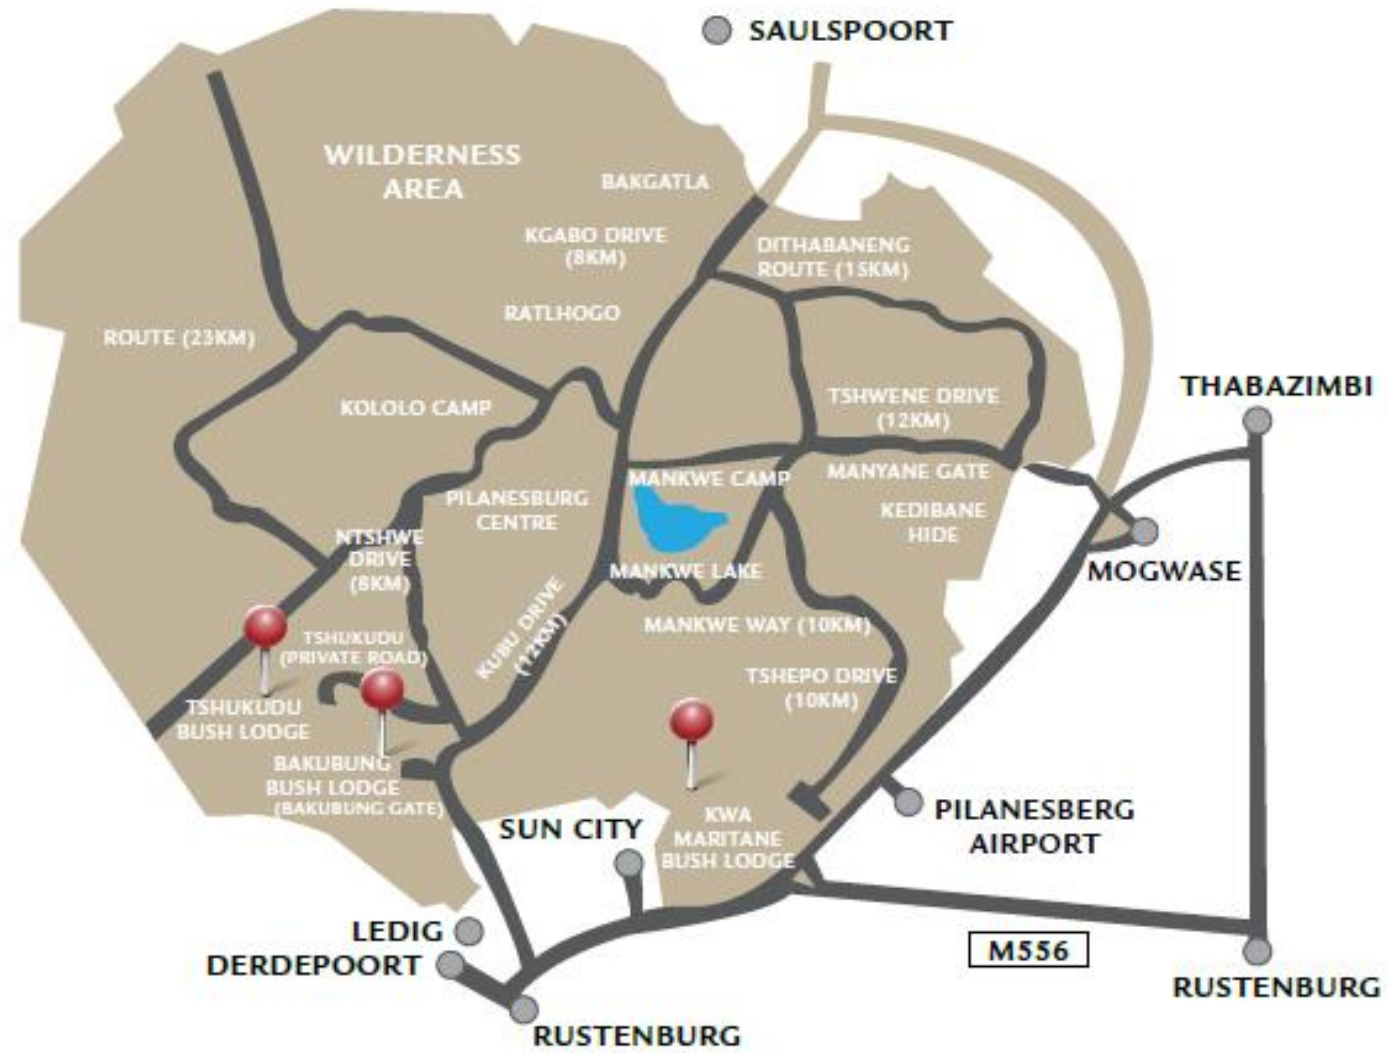 SAULSPOORT
WILDERNESS
AREA
BAKGATLA
KGABO DRIVE
(8KM)
DITHABANENG
ROUTE (15KM)
RATLHOGO
ROUTE (23KM)
KOLOLO CAMP
TSHWENE DRIVE
(12KM)
THABAZIMBI
MANKWE CAMP
MANYANE GATE
PILANESBURG
CENTRE
KEDIBANE
HIDE
NTSHWE
DRIVE
(8KM)
MANKWE LAKE
MOGWASE
KUBU DRIVE
(12KM)
MANKWE WAY (10KM)
TSHUKUDU
(PRIVATE ROAD)
TSHEPO DRIVE
(10KM)
TSHUKUDU
BUSH LODGE
BAKUBUNG
BUSH LODGE
(BAKUBUNG GATE)
SUN CITY
KWA
MARITANE
BUSH LODGE
PILANESBERG
AIRPORT
LEDIG
DERDEPOORT
M556
RUSTENBURG
RUSTENBURG